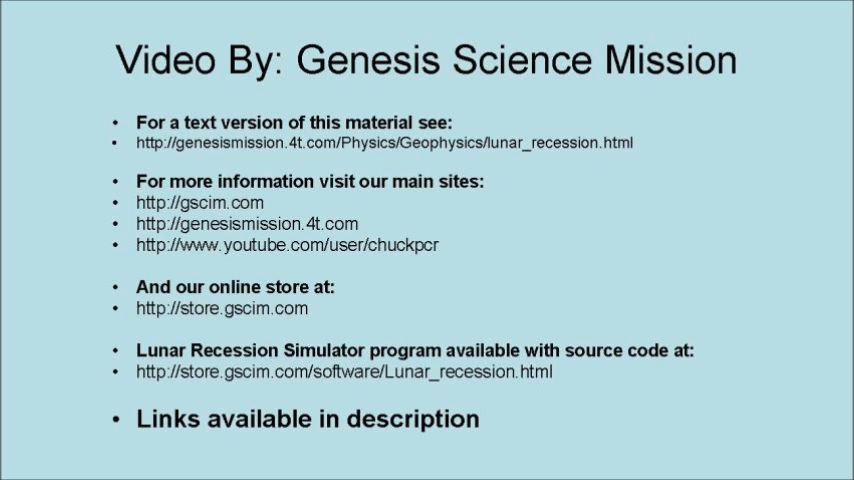 Video By: Genesis Science Mission
• For a text version of this material see:
• http://genesismission.4t.com/Physics/Geophysics/lunar_recession.html
• For more information visit our main sites:
• http://gscim.com
• http://genesismission.4t.com
• http://www.youtube.com/user/chuckpcr
• And our online store at:
• http://store.gscim.com
• Lunar Recession Simulator program available with source code at:
• http://store.gscim.com/software/Lunar_recession.html
• Links available in description